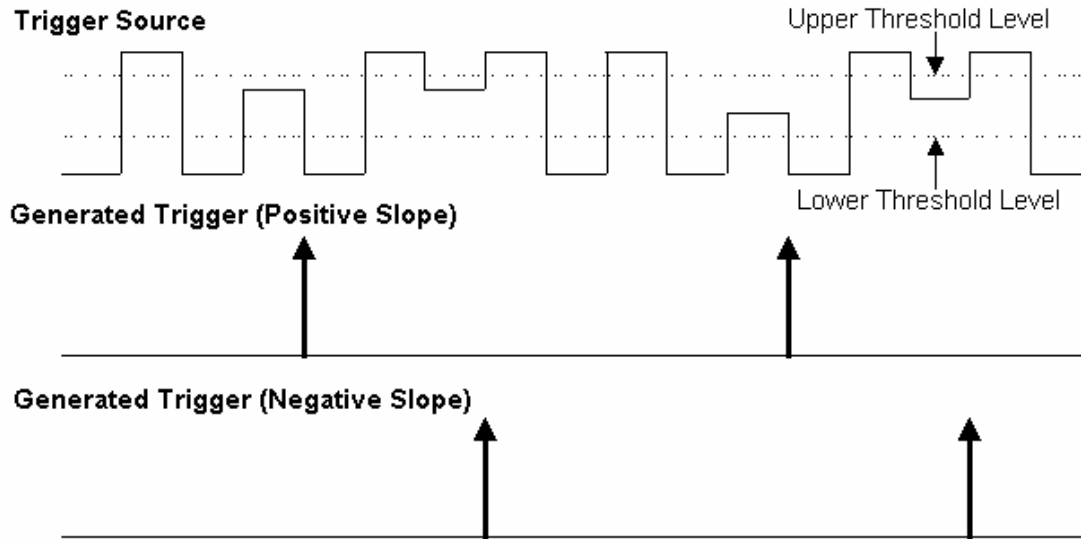 Trigger Source
Upper Threshold Level
Lower Threshold Level
Generated Trigger (Positive Slope)
Generated Trigger (Negative Slope)